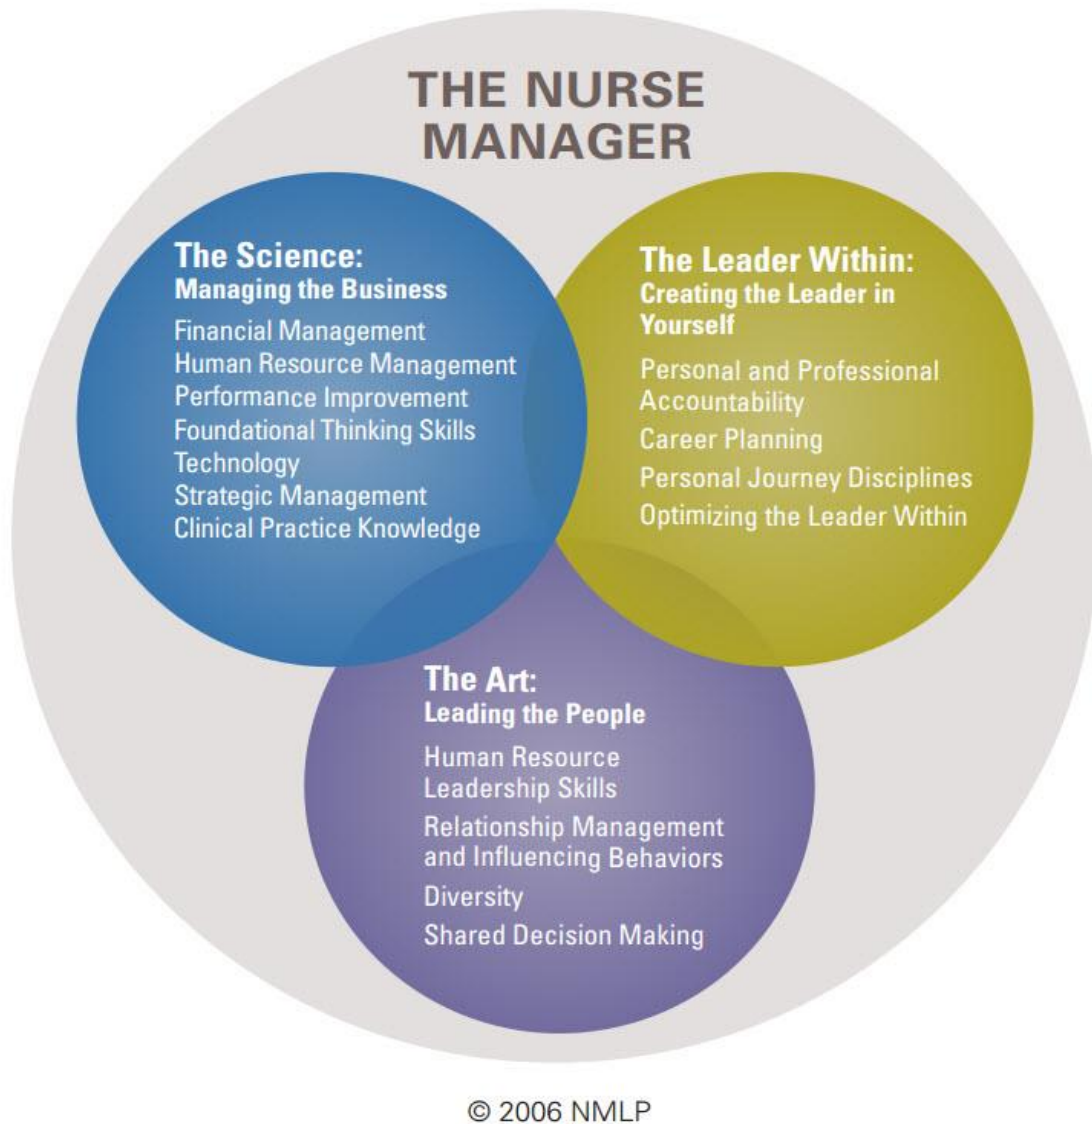 THE NURSE
MANAGER
The Science:
Managing the Business
Financial Management
Human Resource Management
Performance Improvement
Foundational Thinking Skills
Technology
Strategic Management
Clinical Practice Knowledge
The Leader Within:
Creating the Leader in
Yourself
Personal and Professional
Accountability
Career Planning
Personal Journey Disciplines
Optimizing the Leader Within
The Art:
Leading the People
Human Resource
Leadership Skills
Relationship Management
and Influencing Behaviors
Diversity
Shared Decision Making
© 2006 NMLP